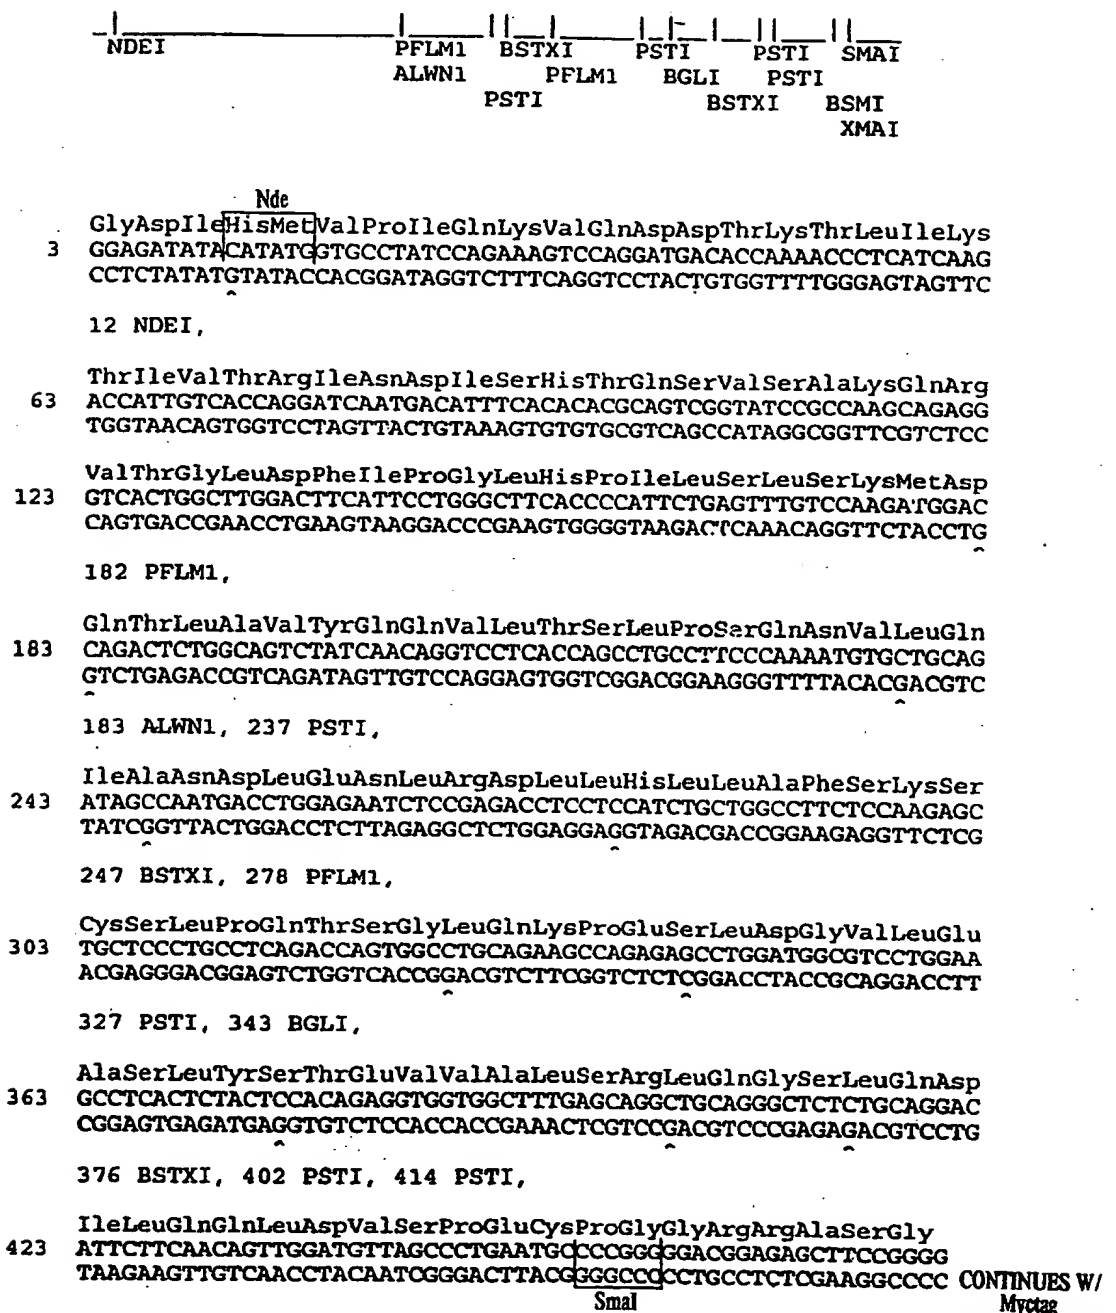 NDEI PFLM1 BSTXI PSTI PSTI SMAI
ALWN1 PFLM1 BGLI PSTI
PSTI BSTXI BSMI
XMAI
Nde
GlyAspIleHisMetValProIleGlnLysValGlnAspAspThrLysThrLeuIleLys
3 GGAGATATACATATGGTGCCTATCCAGAAAGTCCAGGATGACACCAAAACCCTCATCAAG
CCTCTATATGTATACCACGGATAGGTCTTTCAGGTCCTACTGTGGTTTTGGGAGTAGTTC
12 NDEI,
ThrIleValThrArgIleAsnAspIleSerHisThrGlnSerValSerAlaLysGlnArg
63 ACCATTGTCACCAGGATCAATGACATTTCACACACGCAGTCGGTATCCGCCAAGCAGAGG
TGGTAACAGTGGTCCTAGTTACTGTAAAGTGTGTGCGTCAGCCATAGGCGGTTCGTCTCC
ValThrGlyLeuAspPheIleProGlyLeuHisProIleLeuSerLeuSerLysMetAsp
123 GTCACTGGCTTGGACTTCATTCCTGGGCTTCACCCCATTCTGAGTTTGTCCAAGATGGAC
CAGTGACCGAACCTGAAGTAAGGACCCGAAGTGGGGTAAGACTCAAACAGGTTCTACCTG
182 PFLM1,
GlnThrLeuAlaValTyrGlnGlnValLeuThrSerLeuProSerGlnAsnValLeuGln
183 CAGACTCTGGCAGTCTATCAACAGGTCCTCACCAGCCTGCCTTCCCAAAATGTGCTGCAG
GTCTGAGACCGTCAGATAGTTGTCCAGGAGTGGTCGGACGGAAGGGTTTTACACGACGTC
183 ALWN1, 237 PSTI,
IleAlaAsnAspLeuGluAsnLeuArgAspLeuLeuHisLeuLeuAlaPheSerLysSer
243 ATAGCCAATGACCTGGAGAATCTCCGAGACCTCCTCCATCTGCTGGCCTTCTCCAAGAGC
TATCGGTTACTGGACCTCTTAGAGGCTCTGGAGGAGGTAGACGACCGGAAGAGGTTCTCG
247 BSTXI, 278 PFLM1,
CysSerLeuProGlnThrSerGlyLeuGlnLysProGluSerLeuAspGlyValLeuGlu
303 TGCTCCCTGCCTCAGACCAGTGGCCTGCAGAAGCCAGAGAGCCTGGATGGCGTCCTGGAA
ACGAGGGACGGAGTCTGGTCACCGGACGTCTTCGGTCTCTCGGACCTACCGCAGGACCTT
327 PSTI, 343 BGLI,
AlaSerLeuTyrSerThrGluValValAlaLeuSerArgLeuGlnGlySerLeuGlnAsp
363 GCCTCACTCTACTCCACAGAGGTGGTGGCTTTGAGCAGGCTGCAGGGCTCTCTGCAGGAC
CGGAGTGAGATGAGGTGTCTCCACCACCGAAACTCGTCCGACGTCCCGAGAGACGTCCTG
376 BSTXI, 402 PSTI, 414 PSTI,
IleLeuGlnGlnLeuAspValSerProGluCysProGlyGlyArgArgAlaSerGly
423 ATTCTTCAACAGTTGGATGTTAGCCCTGAATGCCCCGGGGGACGGAGAGCTTCCGGGG
TAAGAAGTTGTCAACCTACAATCGGGACTTACGGGGCCCCCTGCCTCTCGAAGGCCCC CONTINUES W/
SmaI Myctag